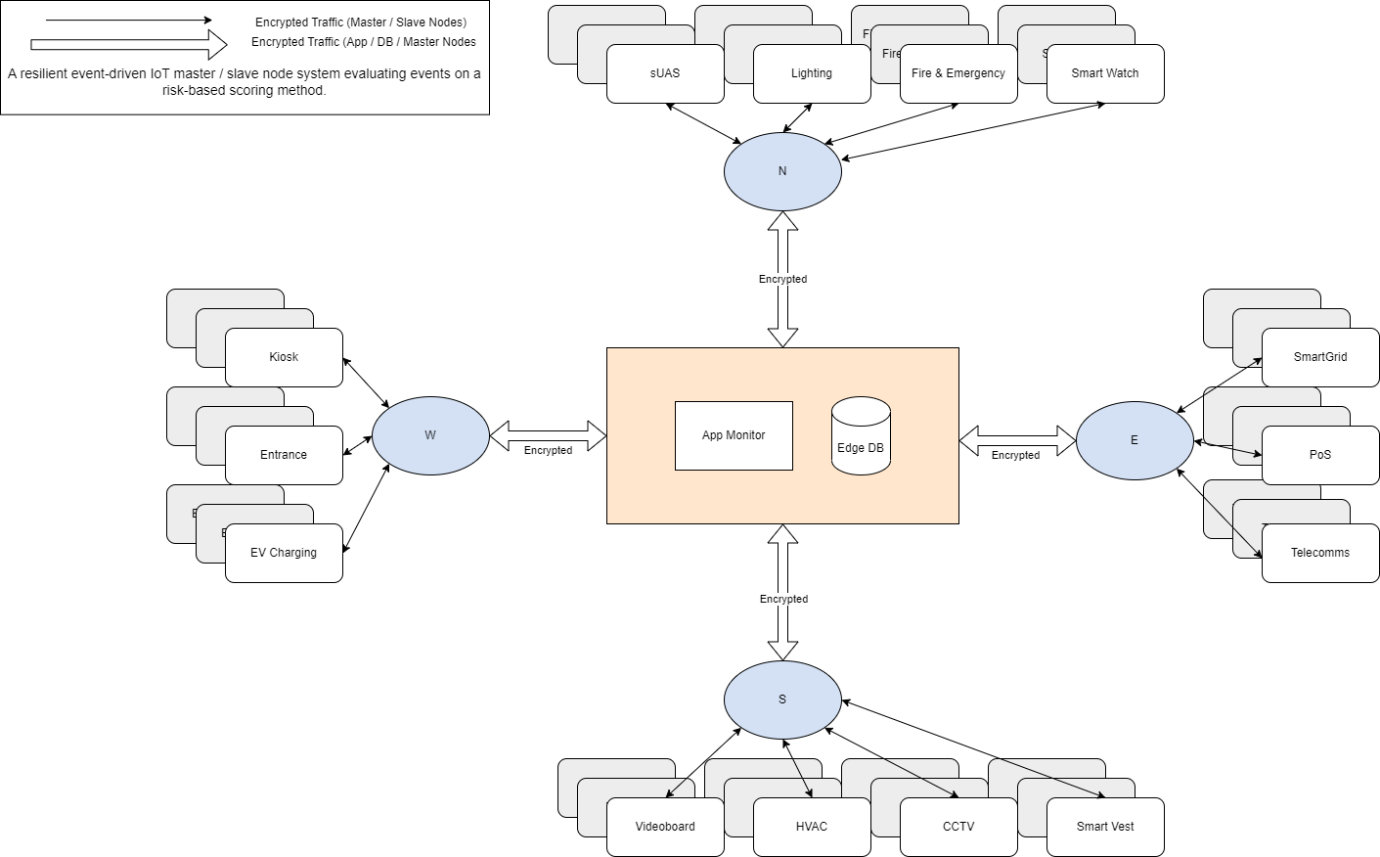 Encrypted Traffic (Master / Slave Nodes)
Encrypted Traffic (App / DB / Master Nodes
A resilient event-driven IoT master / slave node system evaluating events on a
risk-based scoring method.
F
Fire
S
sUAS
Lighting
Fire & Emergency
Smart Watch
N
Encrypted
Kiosk
SmartGrid
W
App Monitor
Edge DB
E
Encrypted
Encrypted
Entrance
PoS
E
E
EV Charging
Telecomms
Encrypted
S
Videoboard
HVAC
CCTV
Smart Vest